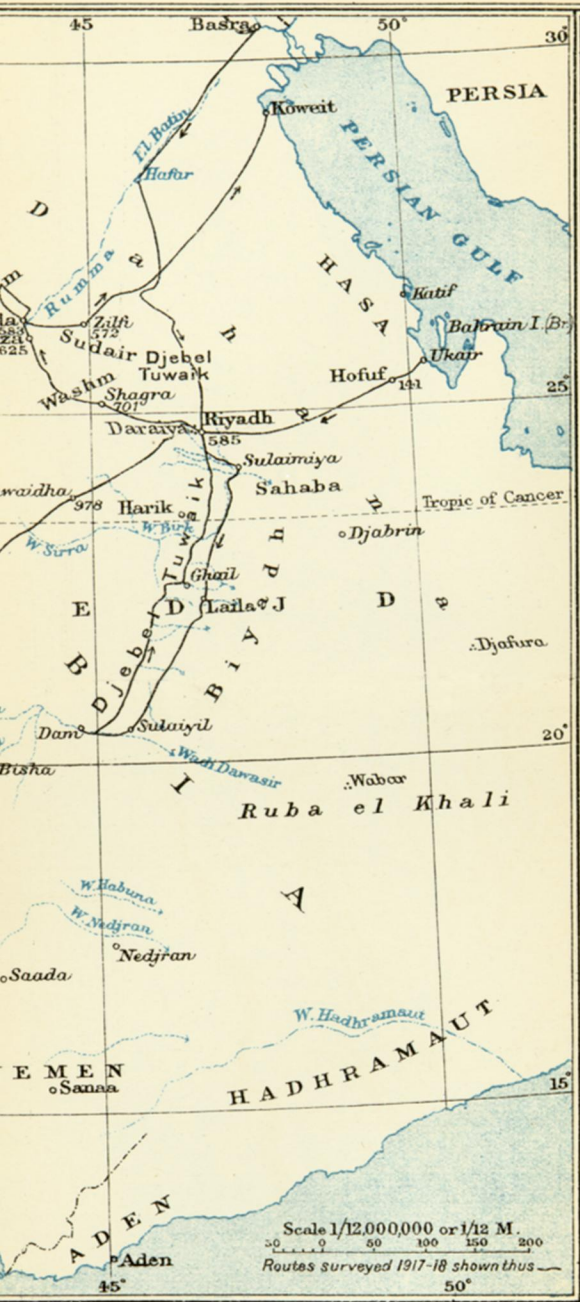 45
Basra
50°
30°
PERSIA
Koweit
El Batin
Hafar
PERSIAN GULF
D
a
h
n
a
HASA
Rumma
Katif
Zilfi
572
Bahrain I. (Br.)
625
Sudair
Djebel
Tuwaik
Ukair
Hofuf
141
Washm
Shagra
701
25°
Daraiya
Riyadh
585
Sulaimiya
Sahaba
waidha
978
Harik
W. Birk
W Sirra
Tropic of Cancer
Djabrin
Ghail
Laila
E D
D a
J
Biyadh
Djebel Tuwaik
Djafura
B
Dam
Sulaiyil
20°
Bisha
Wadi Dawasir
Wabar
I
Ruba el Khali
A
W. Habuna
W. Nedjran
Nedjran
Saada
W. Hadhramaut
HADHRAMAUT
YEMEN
Sanaa
15°
ADEN
Aden
Scale 1/12,000,000 or 1/12 M.
50 0 50 100 150 200
Routes surveyed 1917-18 shown thus
45°
50°